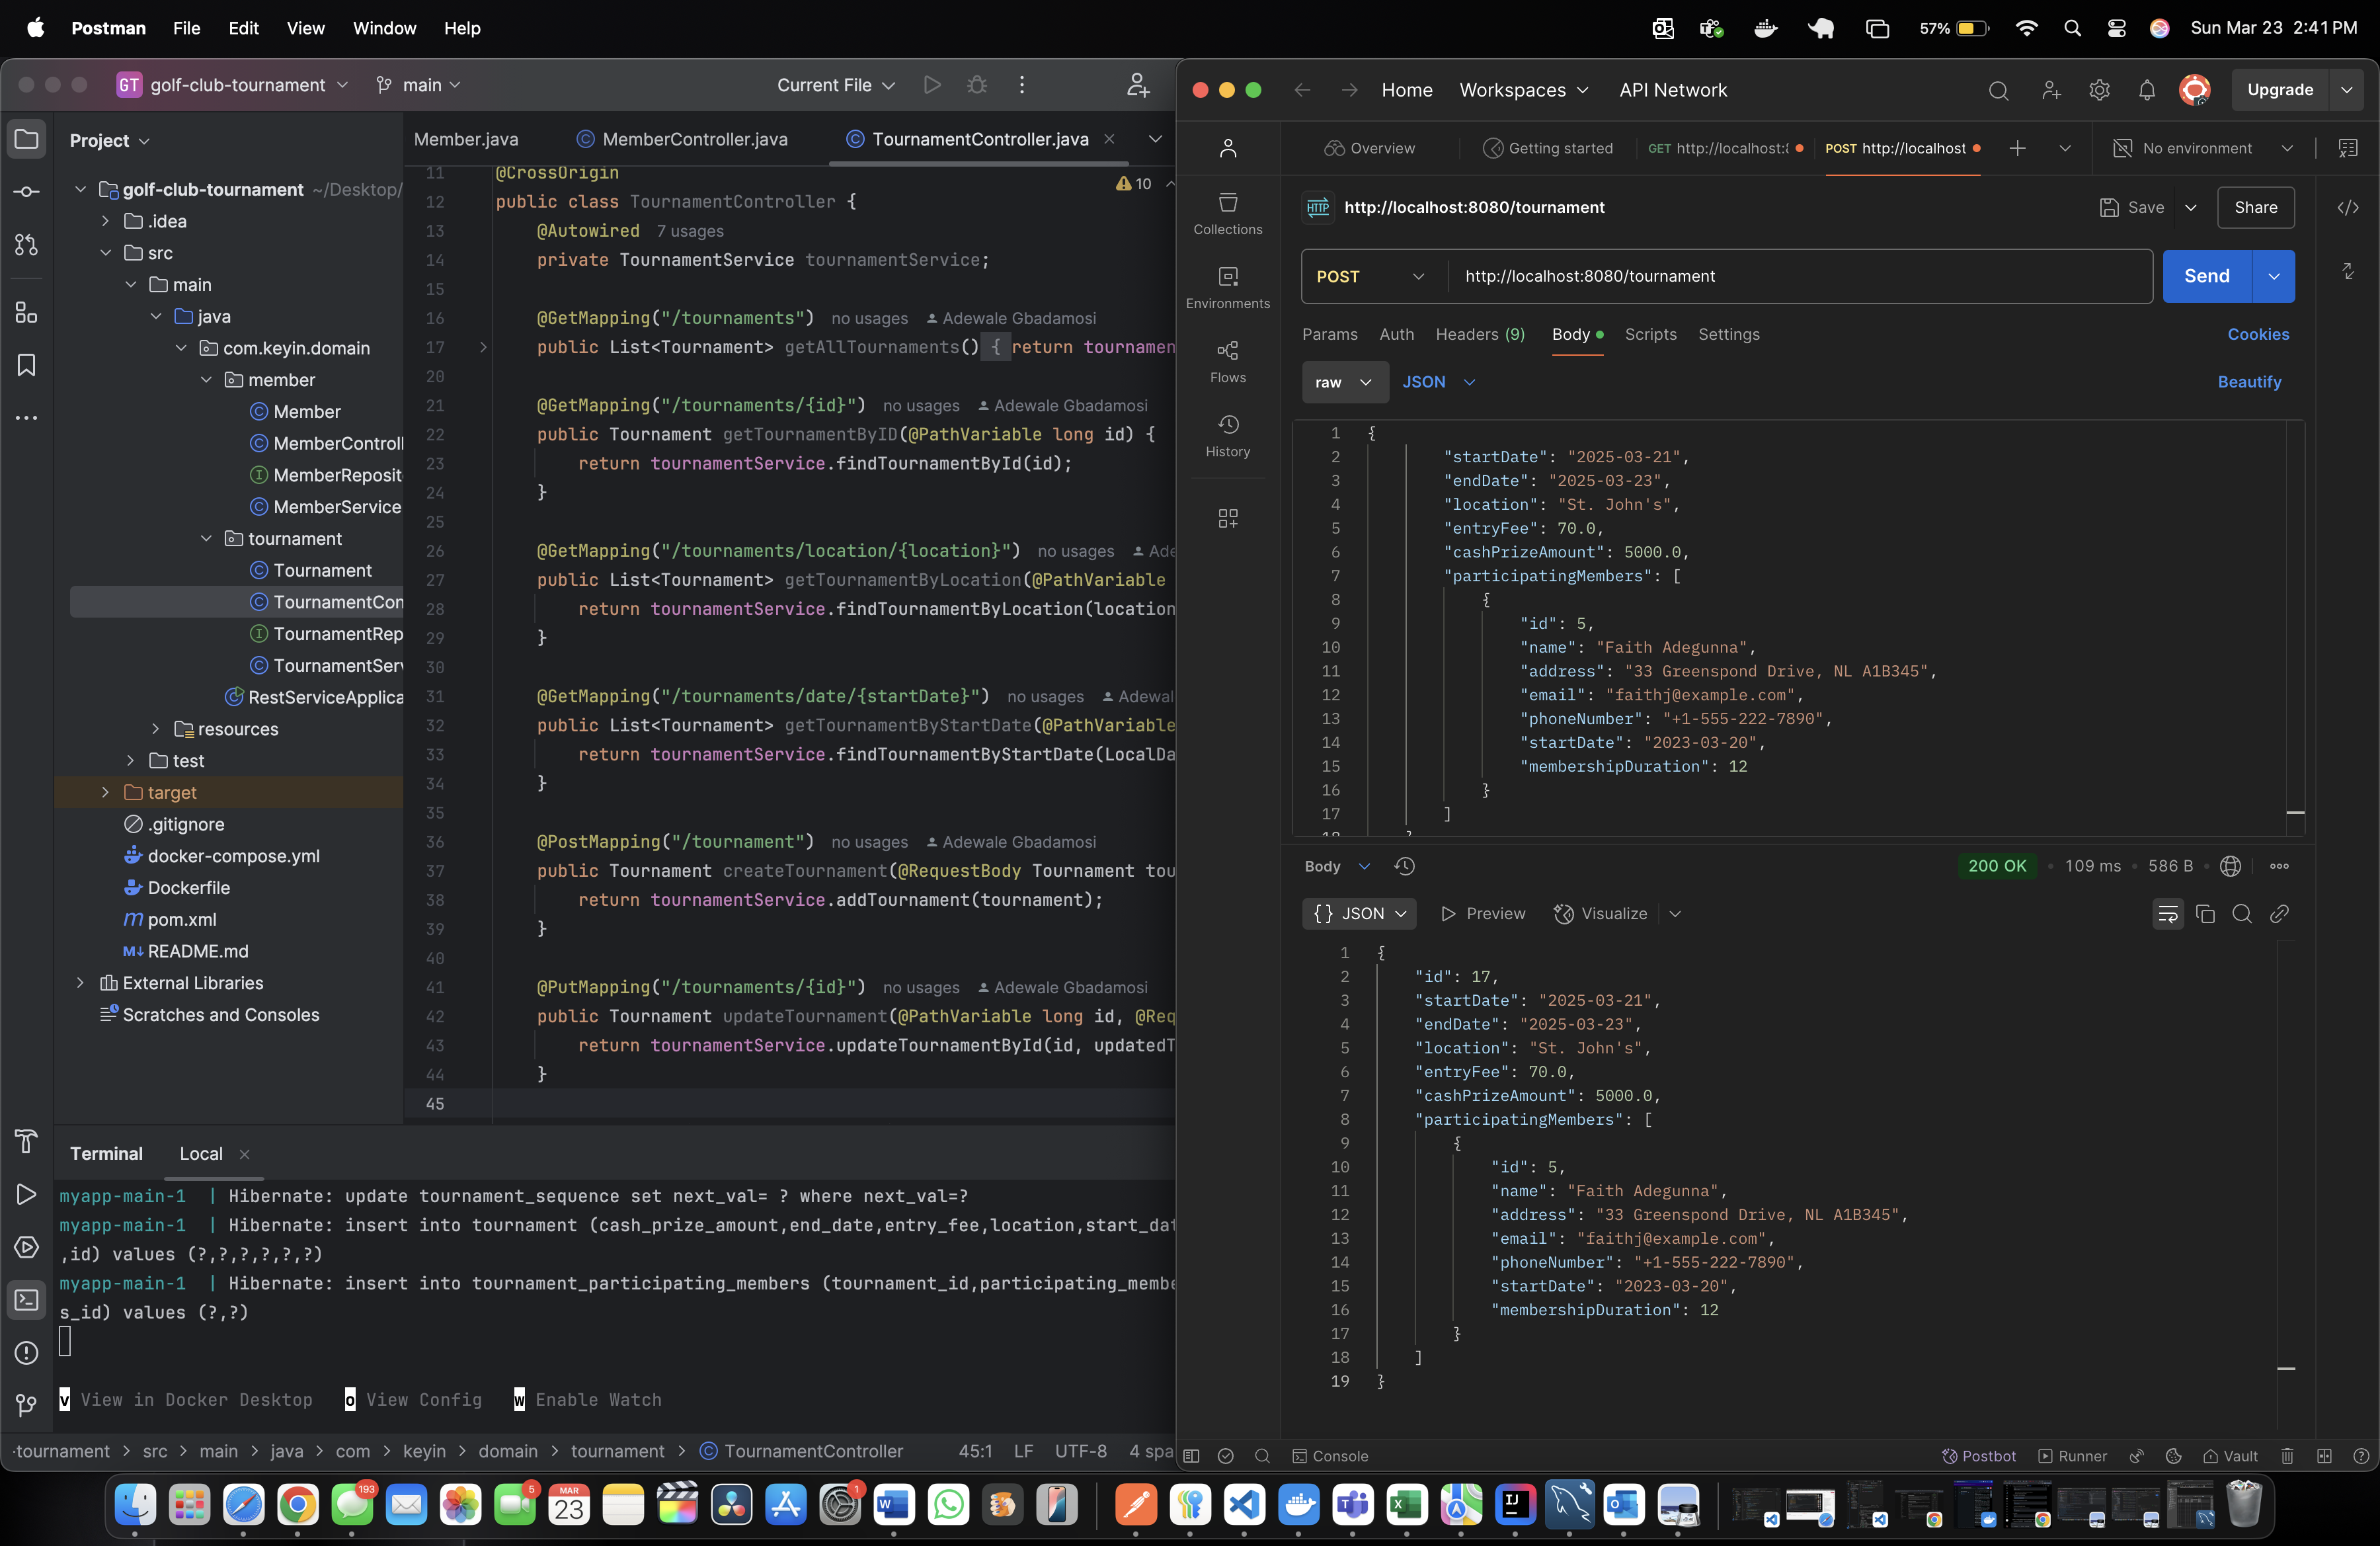 Postman File Edit View Window Help
57% Sun Mar 23 2:41 PM
GT golf-club-tournament main Current File
Project
golf-club-tournament ~/Desktop/
.idea
src
main
java
com.keyin.domain
member
Member
MemberControll
MemberReposit
MemberService
tournament
Tournament
TournamentCon
TournamentRep
TournamentServ
RestServiceApplica
resources
test
target
.gitignore
docker-compose.yml
Dockerfile
pom.xml
README.md
External Libraries
Scratches and Consoles
Member.java MemberController.java TournamentController.java
10
11 @CrossOrigin
12 public class TournamentController {
13 @Autowired 7 usages
14 private TournamentService tournamentService;
15
16 @GetMapping("/tournaments") no usages Adewale Gbadamosi
17 public List<Tournament> getAllTournaments() { return tournamen
20
21 @GetMapping("/tournaments/{id}") no usages Adewale Gbadamosi
22 public Tournament getTournamentByID(@PathVariable long id) {
23 return tournamentService.findTournamentById(id);
24 }
25
26 @GetMapping("/tournaments/location/{location}") no usages Ade
27 public List<Tournament> getTournamentByLocation(@PathVariable
28 return tournamentService.findTournamentByLocation(location
29 }
30
31 @GetMapping("/tournaments/date/{startDate}") no usages Adewal
32 public List<Tournament> getTournamentByStartDate(@PathVariable
33 return tournamentService.findTournamentByStartDate(LocalDa
34 }
35
36 @PostMapping("/tournament") no usages Adewale Gbadamosi
37 public Tournament createTournament(@RequestBody Tournament tou
38 return tournamentService.addTournament(tournament);
39 }
40
41 @PutMapping("/tournaments/{id}") no usages Adewale Gbadamosi
42 public Tournament updateTournament(@PathVariable long id, @Req
43 return tournamentService.updateTournamentById(id, updatedT
44 }
45
Terminal Local
myapp-main-1 | Hibernate: update tournament_sequence set next_val= ? where next_val=?
myapp-main-1 | Hibernate: insert into tournament (cash_prize_amount,end_date,entry_fee,location,start_dat
,id) values (?,?,?,?,?,?)
myapp-main-1 | Hibernate: insert into tournament_participating_members (tournament_id,participating_membe
s_id) values (?,?)
v View in Docker Desktop o View Config w Enable Watch
-tournament > src > main > java > com > keyin > domain > tournament > TournamentController 45:1 LF UTF-8 4 spa
Home Workspaces API Network Upgrade
Overview Getting started GET http://localhost:8 POST http://localhost No environment
Collections
Environments
Flows
History
HTTP http://localhost:8080/tournament Save Share
POST http://localhost:8080/tournament Send
Params Auth Headers (9) Body Scripts Settings Cookies
raw JSON Beautify
1 {
2 "startDate": "2025-03-21",
3 "endDate": "2025-03-23",
4 "location": "St. John's",
5 "entryFee": 70.0,
6 "cashPrizeAmount": 5000.0,
7 "participatingMembers": [
8 {
9 "id": 5,
10 "name": "Faith Adegunna",
11 "address": "33 Greenspond Drive, NL A1B345",
12 "email": "faithj@example.com",
13 "phoneNumber": "+1-555-222-7890",
14 "startDate": "2023-03-20",
15 "membershipDuration": 12
16 }
17 ]
Body 200 OK 109 ms 586 B
{} JSON Preview Visualize
1 {
2 "id": 17,
3 "startDate": "2025-03-21",
4 "endDate": "2025-03-23",
5 "location": "St. John's",
6 "entryFee": 70.0,
7 "cashPrizeAmount": 5000.0,
8 "participatingMembers": [
9 {
10 "id": 5,
11 "name": "Faith Adegunna",
12 "address": "33 Greenspond Drive, NL A1B345",
13 "email": "faithj@example.com",
14 "phoneNumber": "+1-555-222-7890",
15 "startDate": "2023-03-20",
16 "membershipDuration": 12
17 }
18 ]
19 }
Console Postbot Runner Vault
193 5 MAR 23 1